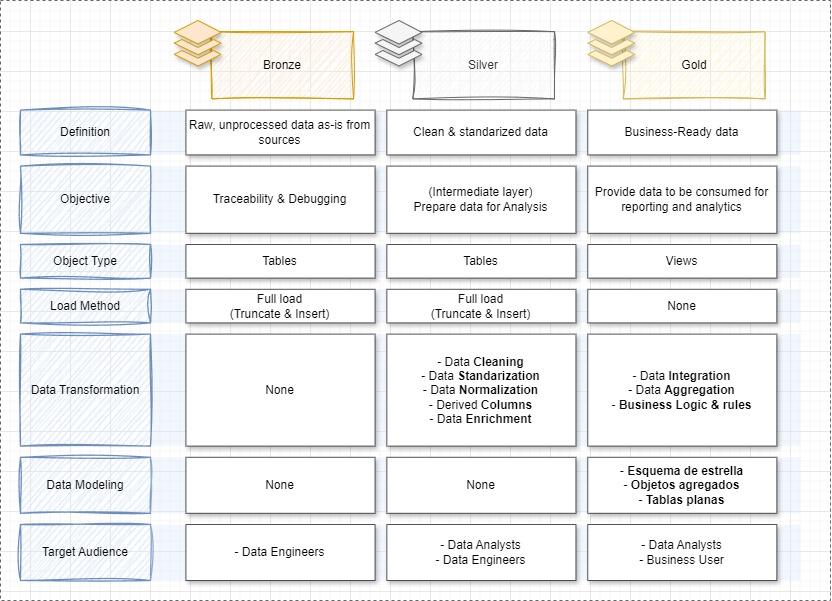 Bronze
Silver
Gold
Definition
Raw, unprocessed data as-is from
sources
Clean & standarized data
Business-Ready data
Objective
Traceability & Debugging
(Intermediate layer)
Prepare data for Analysis
Provide data to be consumed for
reporting and analytics
Object Type
Tables
Tables
Views
Load Method
Full load
(Truncate & Insert)
Full load
(Truncate & Insert)
None
Data Transformation
None
- Data Cleaning
- Data Standarization
- Data Normalization
- Derived Columns
- Data Enrichment
- Data Integration
- Data Aggregation
- Business Logic & rules
Data Modeling
None
None
- Esquema de estrella
- Objetos agregados
- Tablas planas
Target Audience
- Data Engineers
- Data Analysts
- Data Engineers
- Data Analysts
- Business User